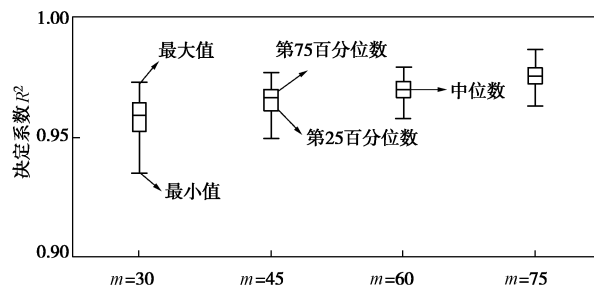 1.00
最大值
第75百分位数
中位数
决定系数R²
0.95
第25百分位数
最小值
0.90
m=30
m=45
m=60
m=75